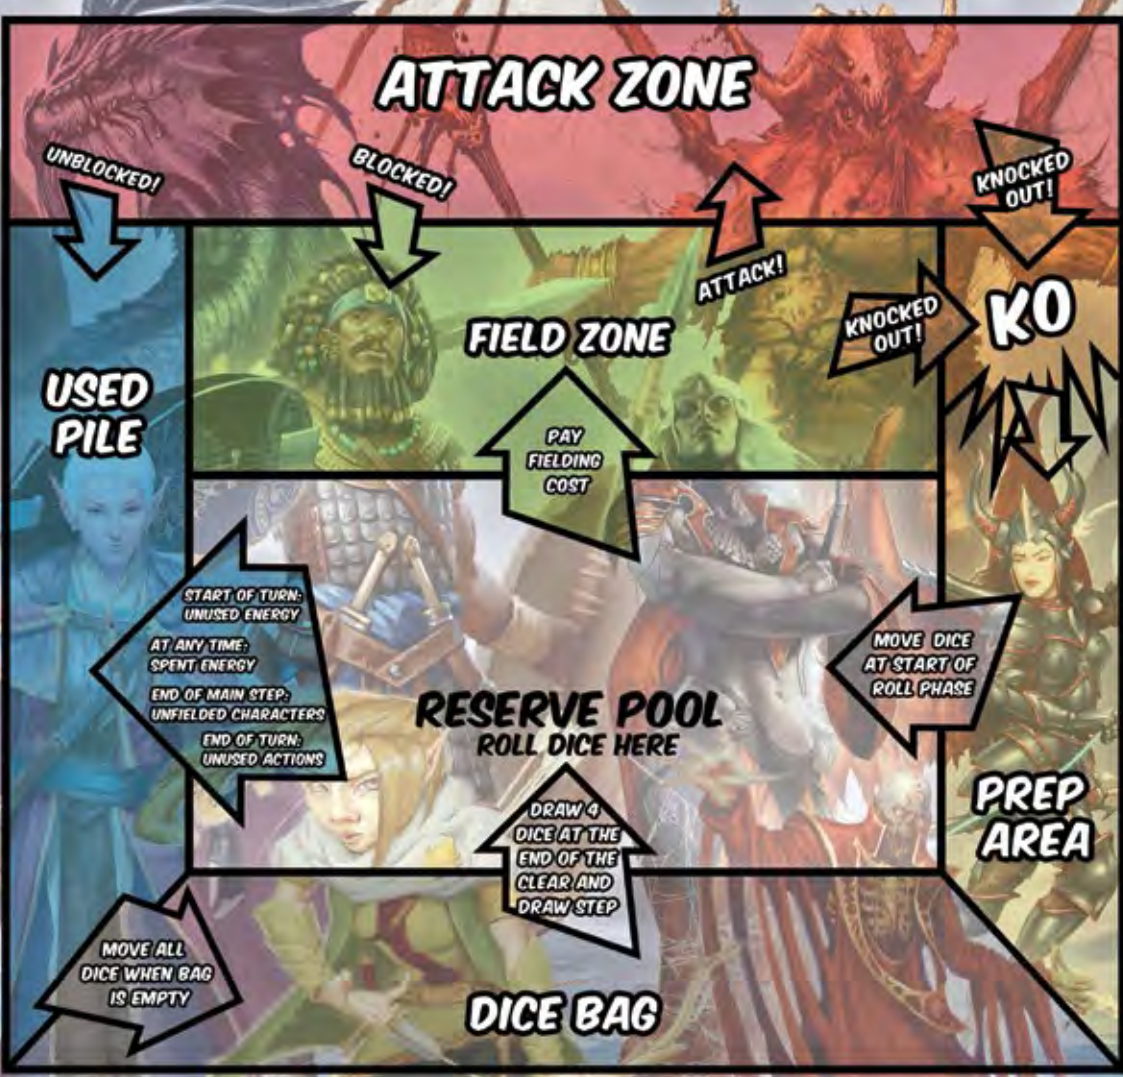 ATTACK ZONE
UNBLOCKED!
BLOCKED!
KNOCKED
OUT!
ATTACK!
KNOCKED
OUT!
KO
FIELD ZONE
USED
PILE
PAY
FIELDING
COST
START OF TURN:
UNUSED ENERGY
AT ANY TIME:
SPENT ENERGY
END OF MAIN STEP:
UNFIELDED CHARACTERS
END OF TURN:
UNUSED ACTIONS
RESERVE POOL
ROLL DICE HERE
MOVE DICE
AT START OF
ROLL PHASE
PREP
AREA
DRAW 4
DICE AT THE
END OF THE
CLEAR AND
DRAW STEP
MOVE ALL
DICE WHEN BAG
IS EMPTY
DICE BAG